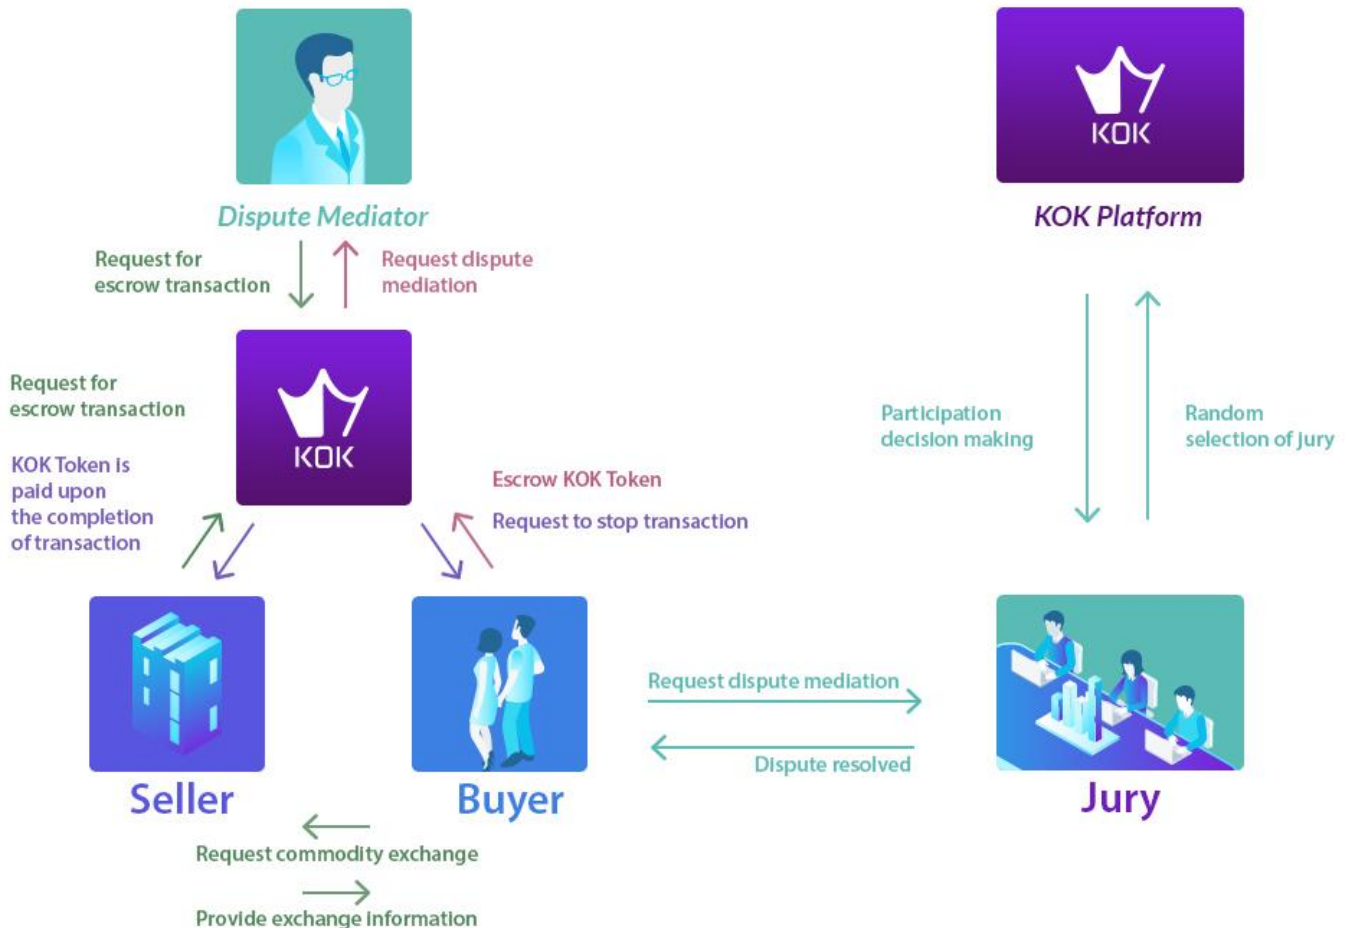 KOK
Dispute Mediator
KOK Platform
Request for
escrow transaction
Request dispute
mediation
Request for
escrow transaction
KOK
KOK Token is
paid upon
the completion
of transaction
Escrow KOK Token
Request to stop transaction
Participation
decision making
Random
selection of jury
Request dispute mediation
Dispute resolved
Seller
Buyer
Jury
Request commodity exchange
Provide exchange information